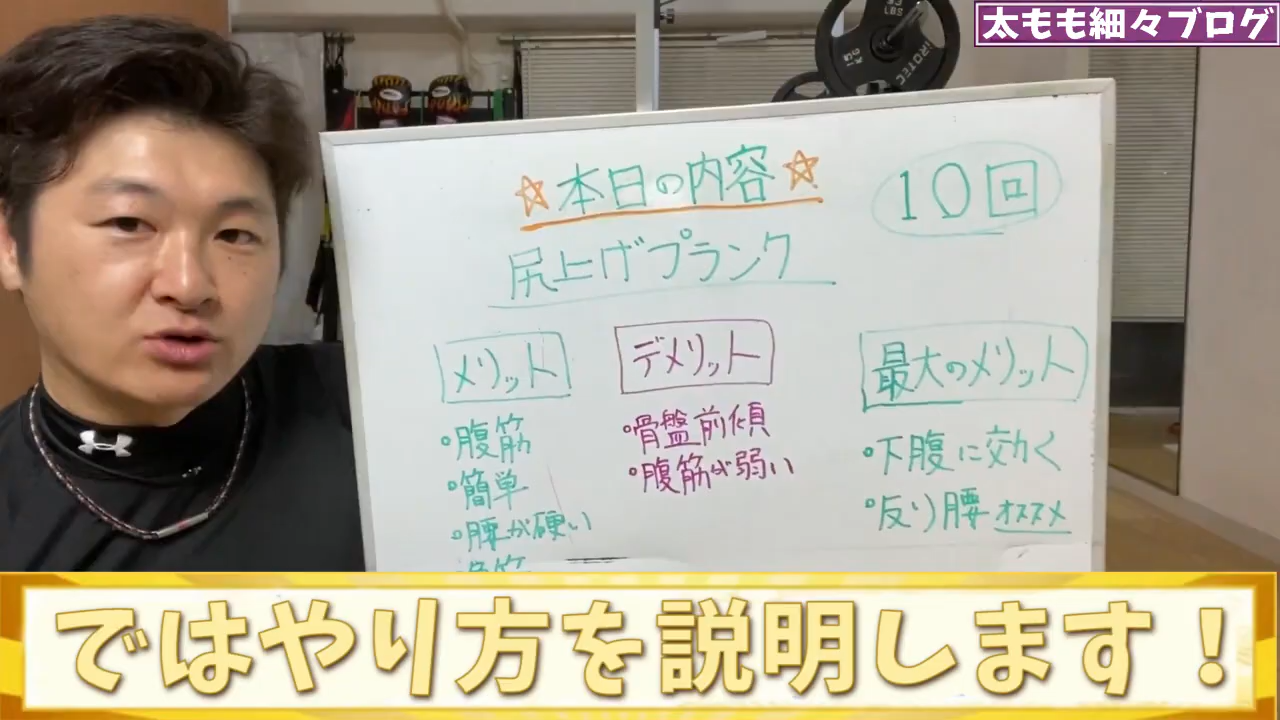 太もも細々ブログ
LBS
☆本日の内容☆
10回
尻上げプランク
メリット
・腹筋
・簡単
・腰が硬い
デメリット
・骨盤前傾
・腹筋が弱い
最大のメリット
・下腹に効く
・反り腰 オススメ
ではやり方を説明します！